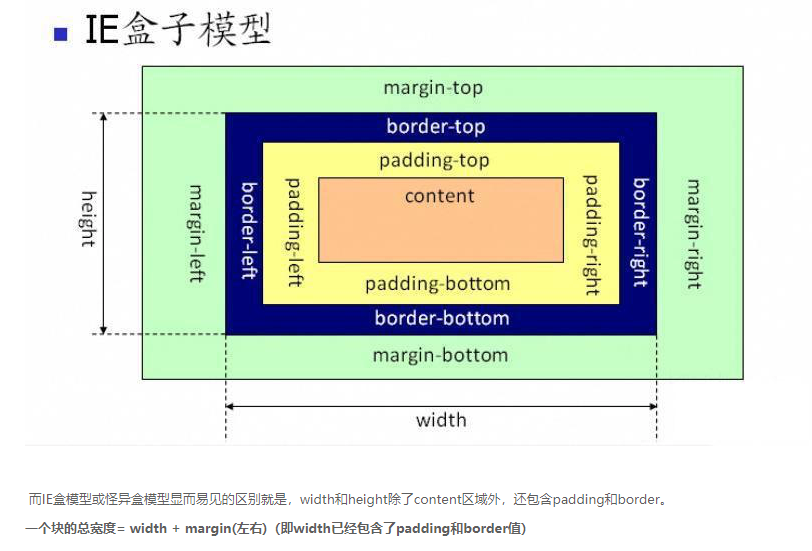 IE盒子模型
margin-top
border-top
padding-top
content
height
margin-left
border-left
padding-left
padding-right
border-right
margin-right
padding-bottom
border-bottom
margin-bottom
width
而IE盒模型或怪异盒模型显而易见的区别就是，width和height除了content区域外，还包含padding和border。
一个块的总宽度= width + margin(左右)（即width已经包含了padding和border值）